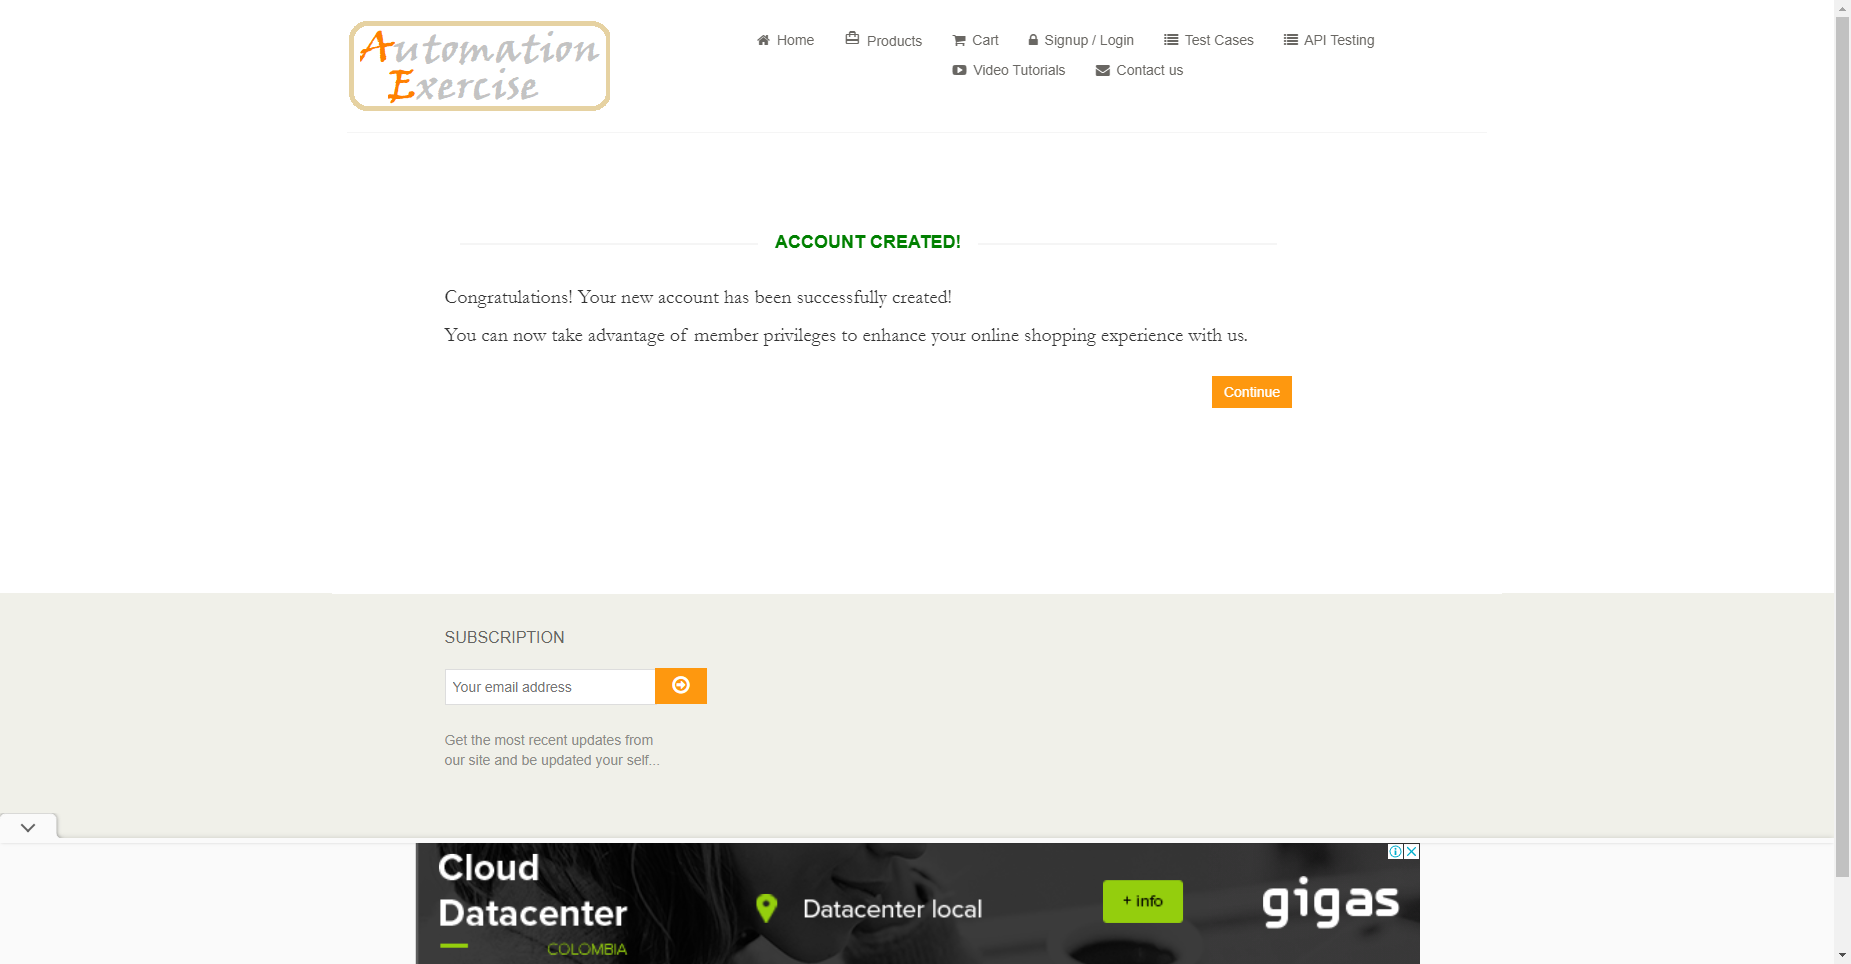 Automation
Exercise
Home
Products
Cart
Signup / Login
Test Cases
API Testing
Video Tutorials
Contact us
ACCOUNT CREATED!
Congratulations! Your new account has been successfully created!
You can now take advantage of member privileges to enhance your online shopping experience with us.
Continue
SUBSCRIPTION
Your email address
Get the most recent updates from
our site and be updated your self...
Cloud
Datacenter
COLOMBIA
Datacenter local
+ info
gigas